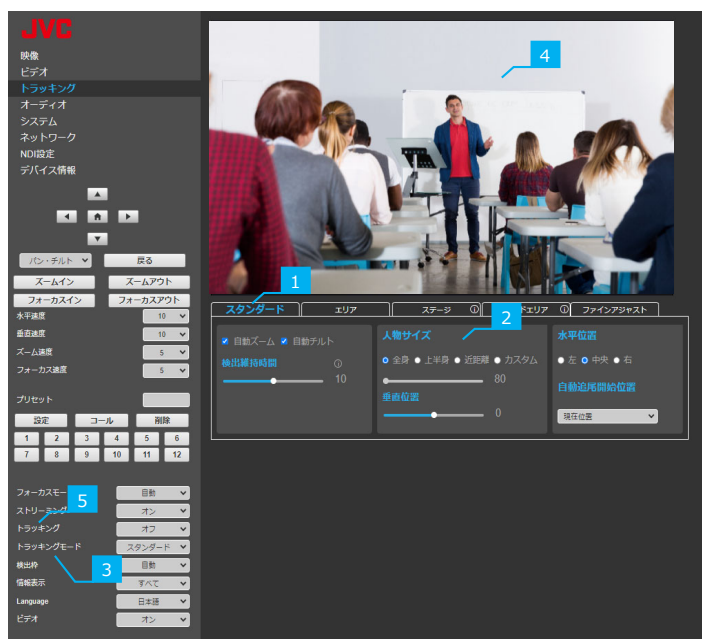 JVC
映像
ビデオ
トラッキング
オーディオ
システム
ネットワーク
NDI設定
デバイス情報
パン・チルト 戻る
ズームイン ズームアウト
フォーカスイン フォーカスアウト
水平速度 10
垂直速度 10
ズーム速度 5
フォーカス速度 5
プリセット
設定 コール 削除
1 2 3 4 5 6
7 8 9 10 11 12
フォーカスモー 自動
5
ストリーミング オン
トラッキング オフ
トラッキングモード スタンダード
3
検出枠 自動
情報表示 すべて
Language 日本語
ビデオ オン
4
1
スタンダード エリア ステージ ドエリア ファインアジャスト
2
自動ズーム 自動チルト
検出維持時間
10
人物サイズ
全身 上半身 近距離 カスタム
80
垂直位置
0
水平位置
左 中央 右
自動追尾開始位置
現在位置